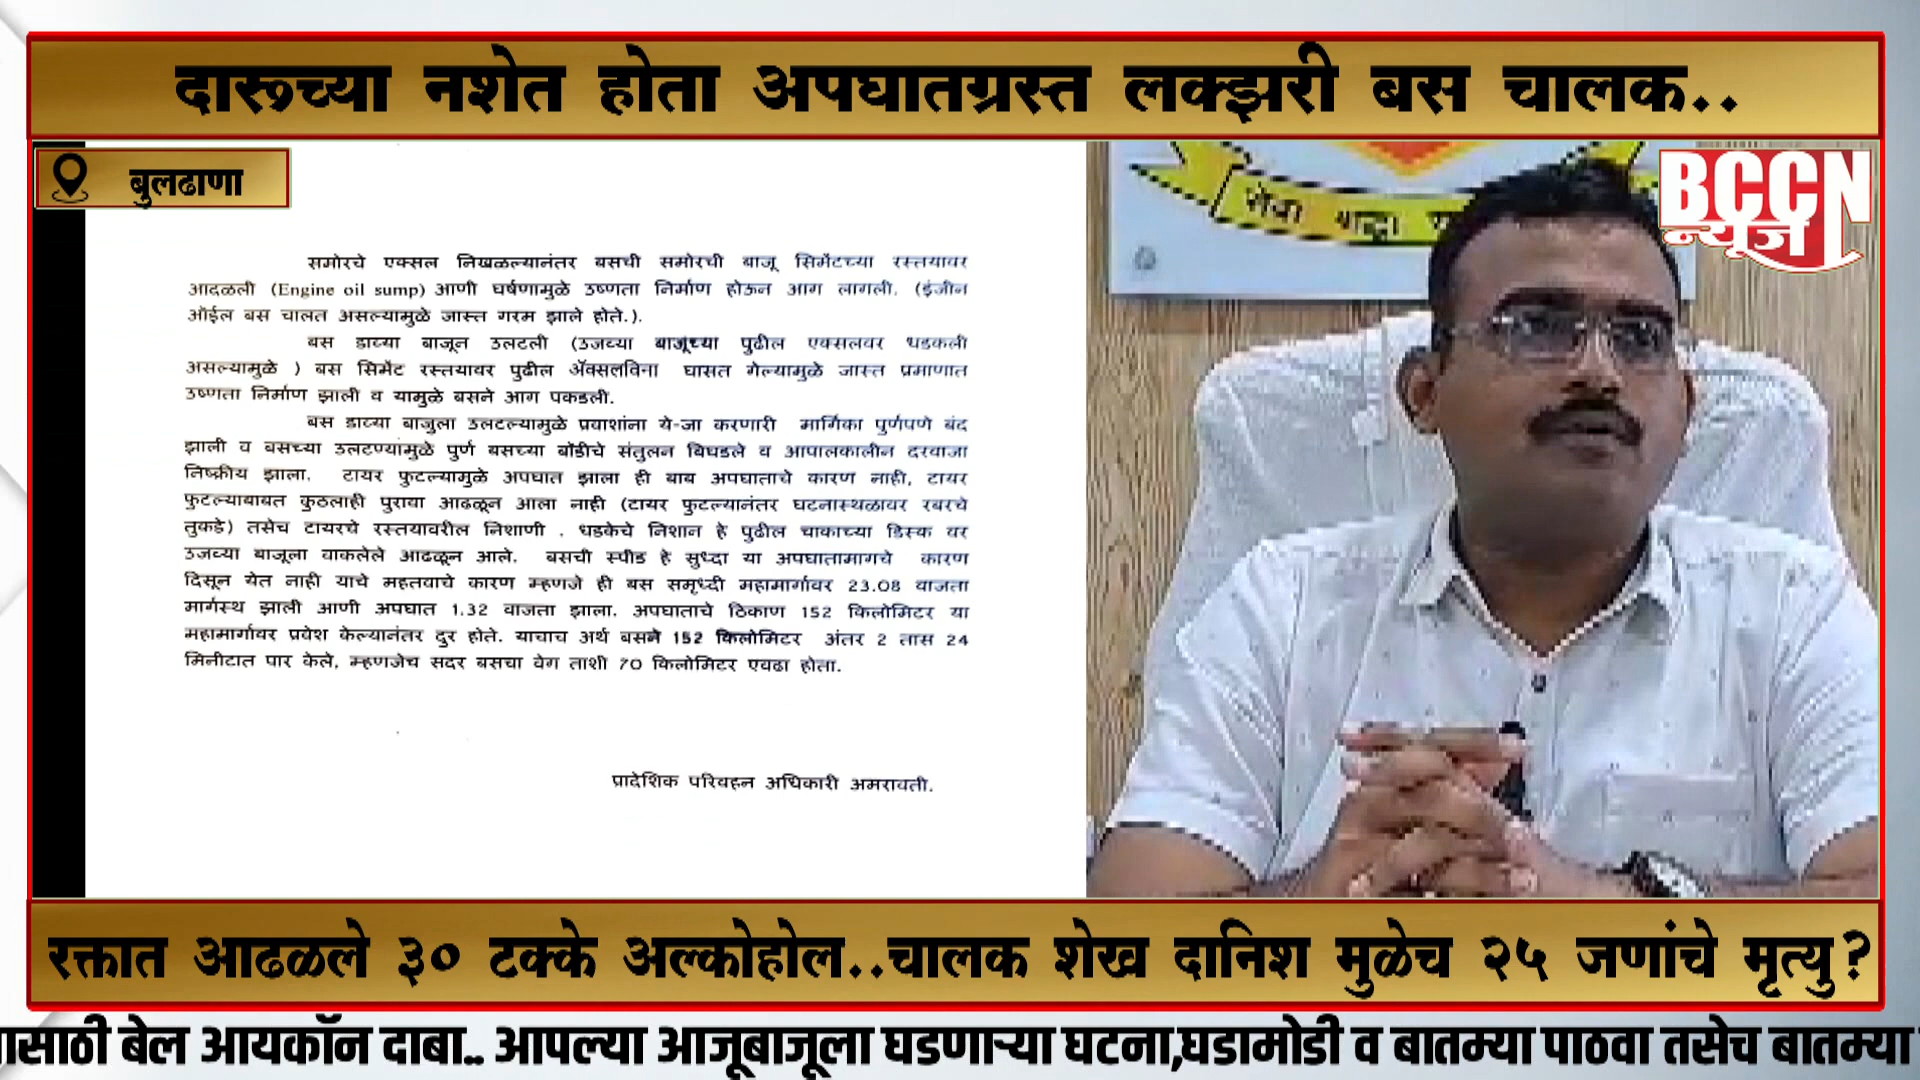 दारूच्या नशेत होता अपघातग्रस्त लक्झरी बस चालक..
बुलढाणा
BCCN
न्यूज
सेवा
समोरचे एक्सल निखळल्यानंतर बसची समोरची बाजू सिमेंटच्या रस्तयावर
आदळली (Engine oil sump) आणी घर्षणामुळे उष्णता निर्माण होऊन आग लागली. (इंजीन
ऑईल बस चालत असल्यामुळे जास्त गरम झाले होते.).
बस डाव्या बाजून उलटली (उजव्या बाजूच्या पुढील एक्सलवर धडकली
असल्यामुळे ) बस सिमेंट रस्तयावर पुढील ॲक्सलविना घासत गेल्यामुळे जास्त प्रमाणात
उष्णता निर्माण झाली व यामुळे बसने आग पकडली.
बस डाव्या बाजुला उलटल्यामुळे प्रवाशांना ये-जा करणारी मार्गिका पुर्णपणे बंद
झाली व बसच्या उलटण्यामुळे पुर्ण बसच्या बॉडीचे संतुलन बिघडले व आपालकालीन दरवाजा
निष्क्रीय झाला. टायर फुटल्यामुळे अपघात झाला ही बाब अपघाताचे कारण नाही, टायर
फुटल्याबाबत कुठलाही पुरावा आढळून आला नाही (टायर फुटल्यानंतर घटनास्थळावर रबरचे
तुकडे) तसेच टायरचे रस्तयावरील निशाणी . धडकेचे निशान हे पुढील चाकाच्या डिस्क वर
उजव्या बाजूला वाकलेले आढळून आले. बसची स्पीड हे सुध्दा या अपघातामागचे कारण
दिसून येत नाही याचे महतवाचे कारण म्हणजे ही बस समृध्दी महामार्गावर 23.08 वाजता
मार्गस्थ झाली आणी अपघात 1.32 वाजता झाला. अपघाताचे ठिकाण 152 किलोमिटर या
महामार्गावर प्रवेश केल्यानंतर दुर होते. याचाच अर्थ बसने 152 किलोमिटर अंतर 2 तास 24
मिनीटात पार केले, म्हणजेच सदर बसचा वेग ताशी 70 किलोमिटर एवढा होता.
प्रादेशिक परिवहन अधिकारी अमरावती.
रक्तात आढळले ३० टक्के अल्कोहोल..चालक शेख दानिश मुळेच २५ जणांचे मृत्यु?
बेल आयकॉन दाबा.. आपल्या आजूबाजूला घडणाऱ्या घटना,घडामोडी व बातम्या पाठवा तसेच बातम्या